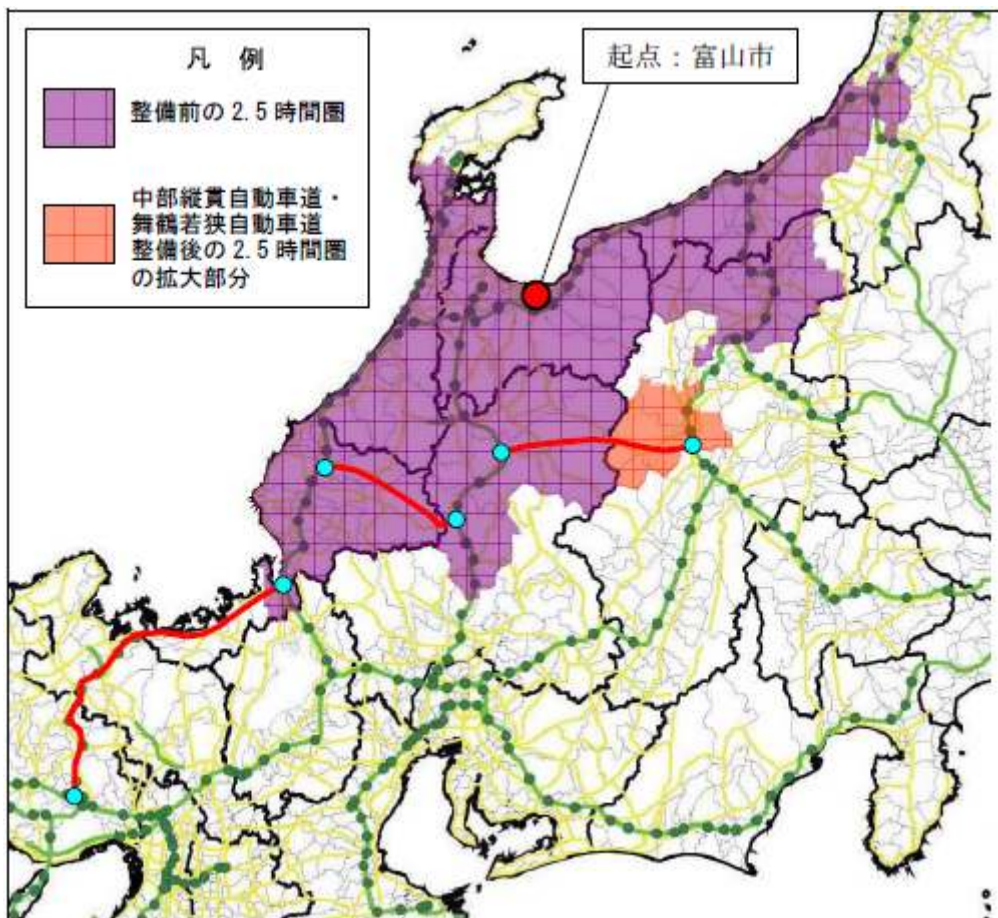 凡 例
整備前の 2.5 時間圏
中部縦貫自動車道・
舞鶴若狭自動車道
整備後の 2.5 時間圏
の拡大部分
起点：富山市